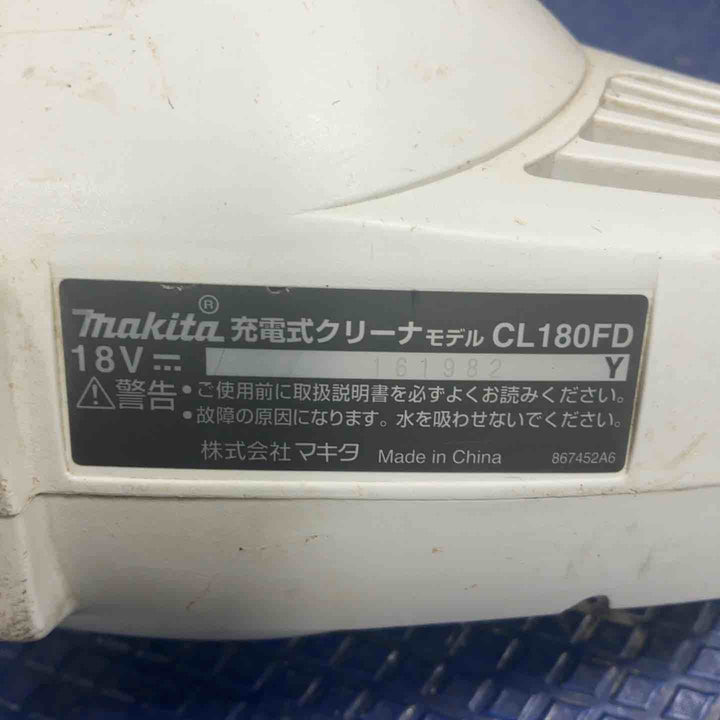 makita® 充電式クリーナ モデル CL180FD
18V 161982 Y
⚠警告 •ご使用前に取扱説明書を必ずよくお読みください。
•故障の原因になります。水を吸わせないでください。
株式会社 マキタ Made in China 867452A6